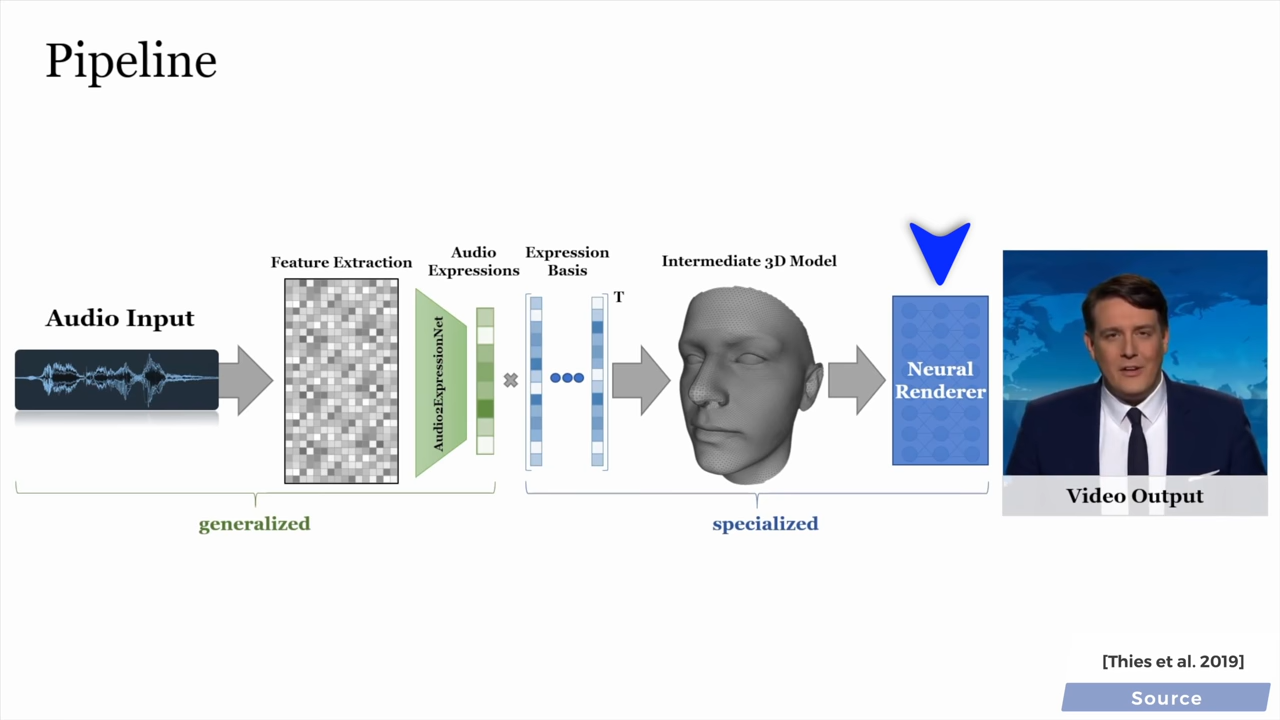 Pipeline
Audio Input
Feature Extraction
Audio2ExpressionNet
Audio
Expressions
Expression
Basis
T
Intermediate 3D Model
Neural
Renderer
Video Output
generalized
specialized
[Thies et al. 2019]
Source